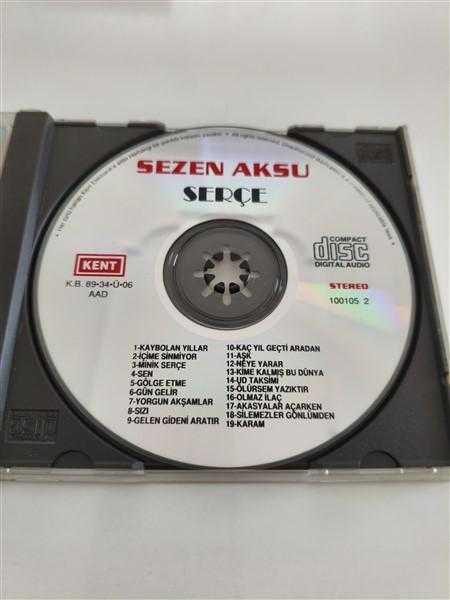 SEZEN AKSU
SERÇE
KENT
K.B. 89•34•Ü•06
AAD
COMPACT
disc
DIGITAL AUDIO
STEREO
100105 2
1-KAYBOLAN YILLAR
2-İÇİME SİNMİYOR
3-MİNİK SERÇE
4-SEN
5-GÖLGE ETME
6-GÜN GELİR
7-YORGUN AKŞAMLAR
8-SIZI
9-GELEN GİDENİ ARATIR
10-KAÇ YIL GEÇTİ ARADAN
11-AŞK
12-NEYE YARAR
13-KİME KALMIŞ BU DÜNYA
14-UD TAKSİMİ
15-ÖLÜRSEM YAZIKTIR
16-OLMAZ İLAÇ
17-AKASYALAR AÇARKEN
18-SİLEMEZLER GÖNLÜMDEN
19-KARAM